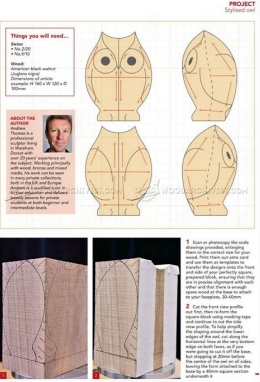 PROJECT
Stylised owl
Things you will need...
Swiss:
• No.2/20
• No.9/10
Wood:
American black walnut
(Juglans nigra)
Dimensions of article
example: H 160 x W 120 x D
100mm
ABOUT THE
AUTHOR
Andrew
Thomas is a
professional
sculptor living
in Wareham,
Dorset with
over 20 years' experience on
the subject. Working principally
with wood, bronze and mixed
media, his work can be seen
in many private collections,
both in the UK and Europe.
Andrew is a qualified tutor in
further education and delivers
weekly lessons for private
students at both beginner and
intermediate levels.
1 Scan or photocopy the scale
drawings provided, enlarging
them to the correct size for your
wood. Print them out onto card
and use them as templates to
transfer the designs onto the front
and side of your perfectly square,
prepared block, ensuring that they
are in precise alignment with each
other and that there is enough
spare wood at the base to attach
to your faceplate, 30-40mm
2 Cut the front view profile
out first, then re-form the
square block using masking tape
and continue to cut the side
view profile. To help simplify
the shaping around the lower
edges of the owl, cut along the
horizontal lines at the very bottom
edge on both faces, as if you
were going to cut it off the base,
but stopping at 20mm before
the centre of the owl on all sides,
leaving the form attached to the
base by a 40mm square section
underneath it
1
2